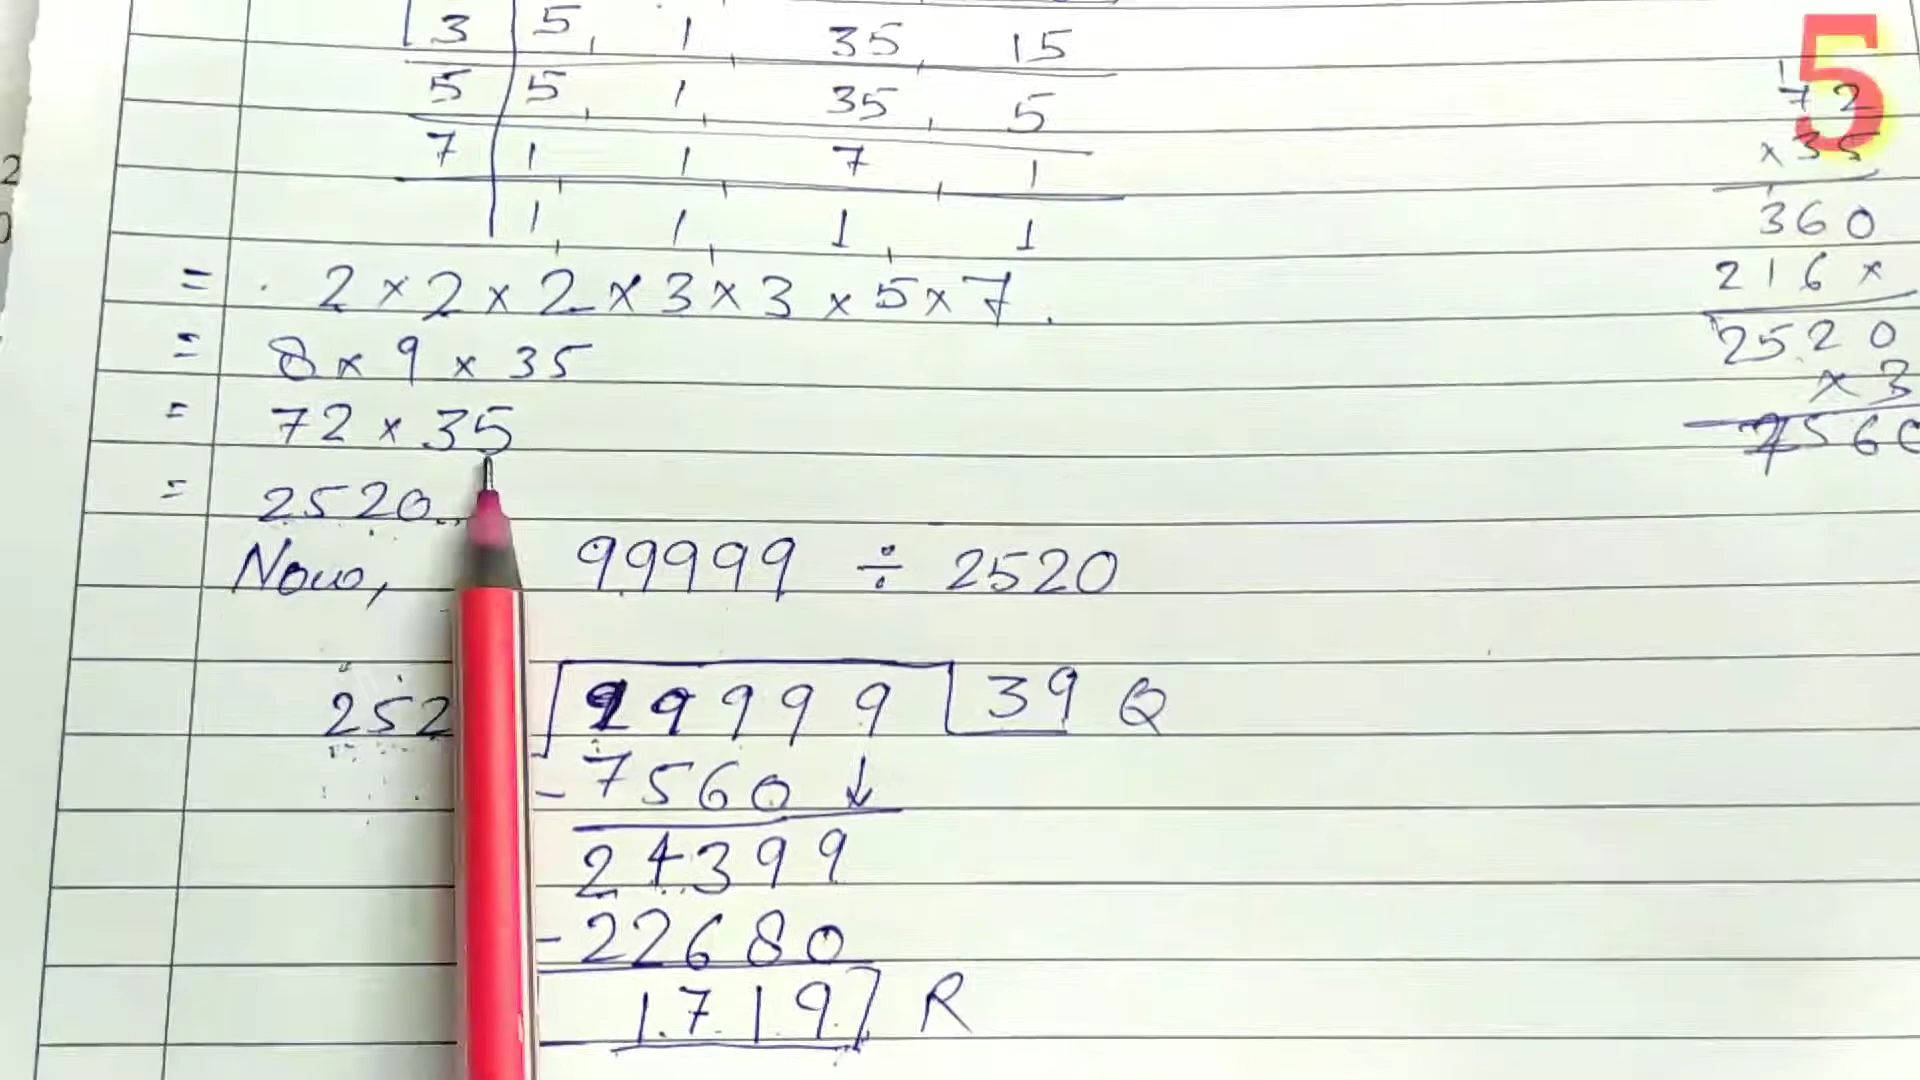 3 5, 1, 35, 15
5 5, 1, 35, 5
7 1, 1, 7, 1
1, 1, 1, 1
= 2 × 2 × 2 × 3 × 3 × 5 × 7.
= 8 × 9 × 35
= 72 × 35
= 2520
Now, 99999 ÷ 2520
252 99999 39 Q
- 7560 ↓
24399
- 22680
1719 R
5
1
72
× 35
360
216×
2520
× 3
756